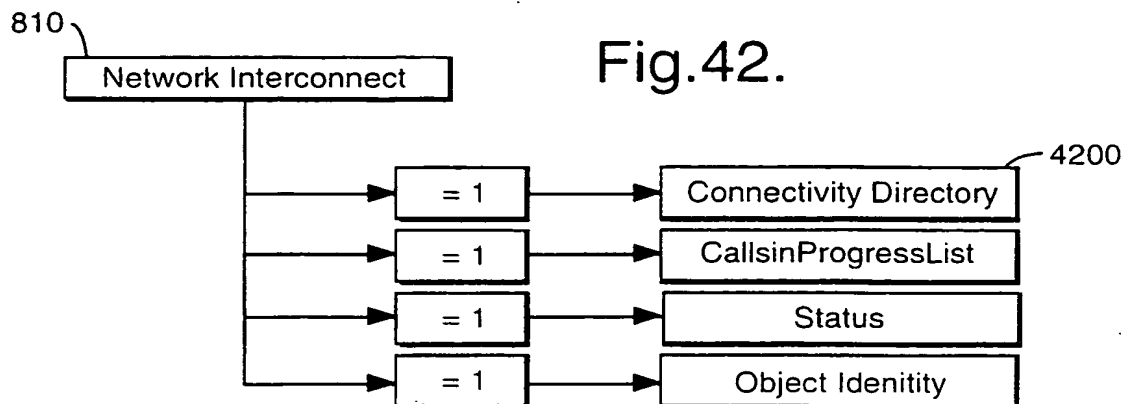 810
Network Interconnect
Fig.42.
4200
= 1
Connectivity Directory
= 1
CallsinProgressList
= 1
Status
= 1
Object Idenitity